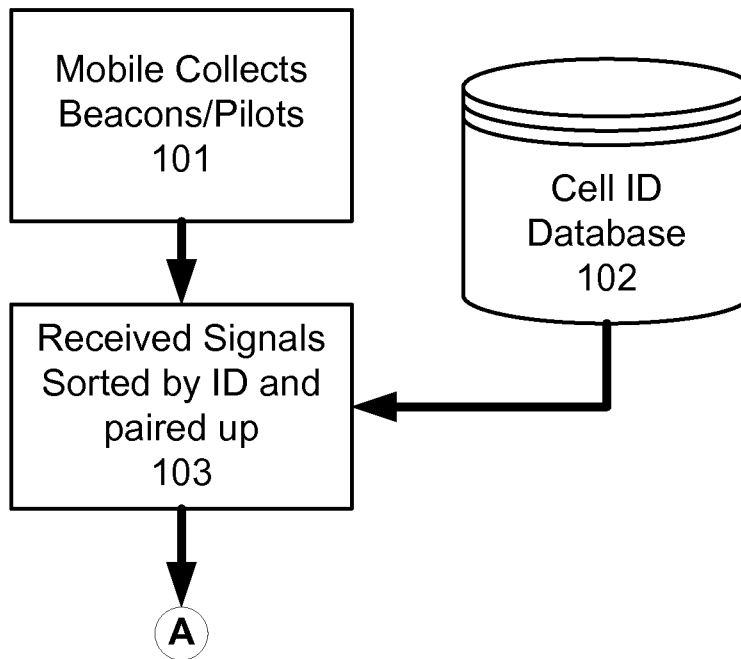 Mobile Collects
Beacons/Pilots
101
Cell ID
Database
102
Received Signals
Sorted by ID and
paired up
103
A